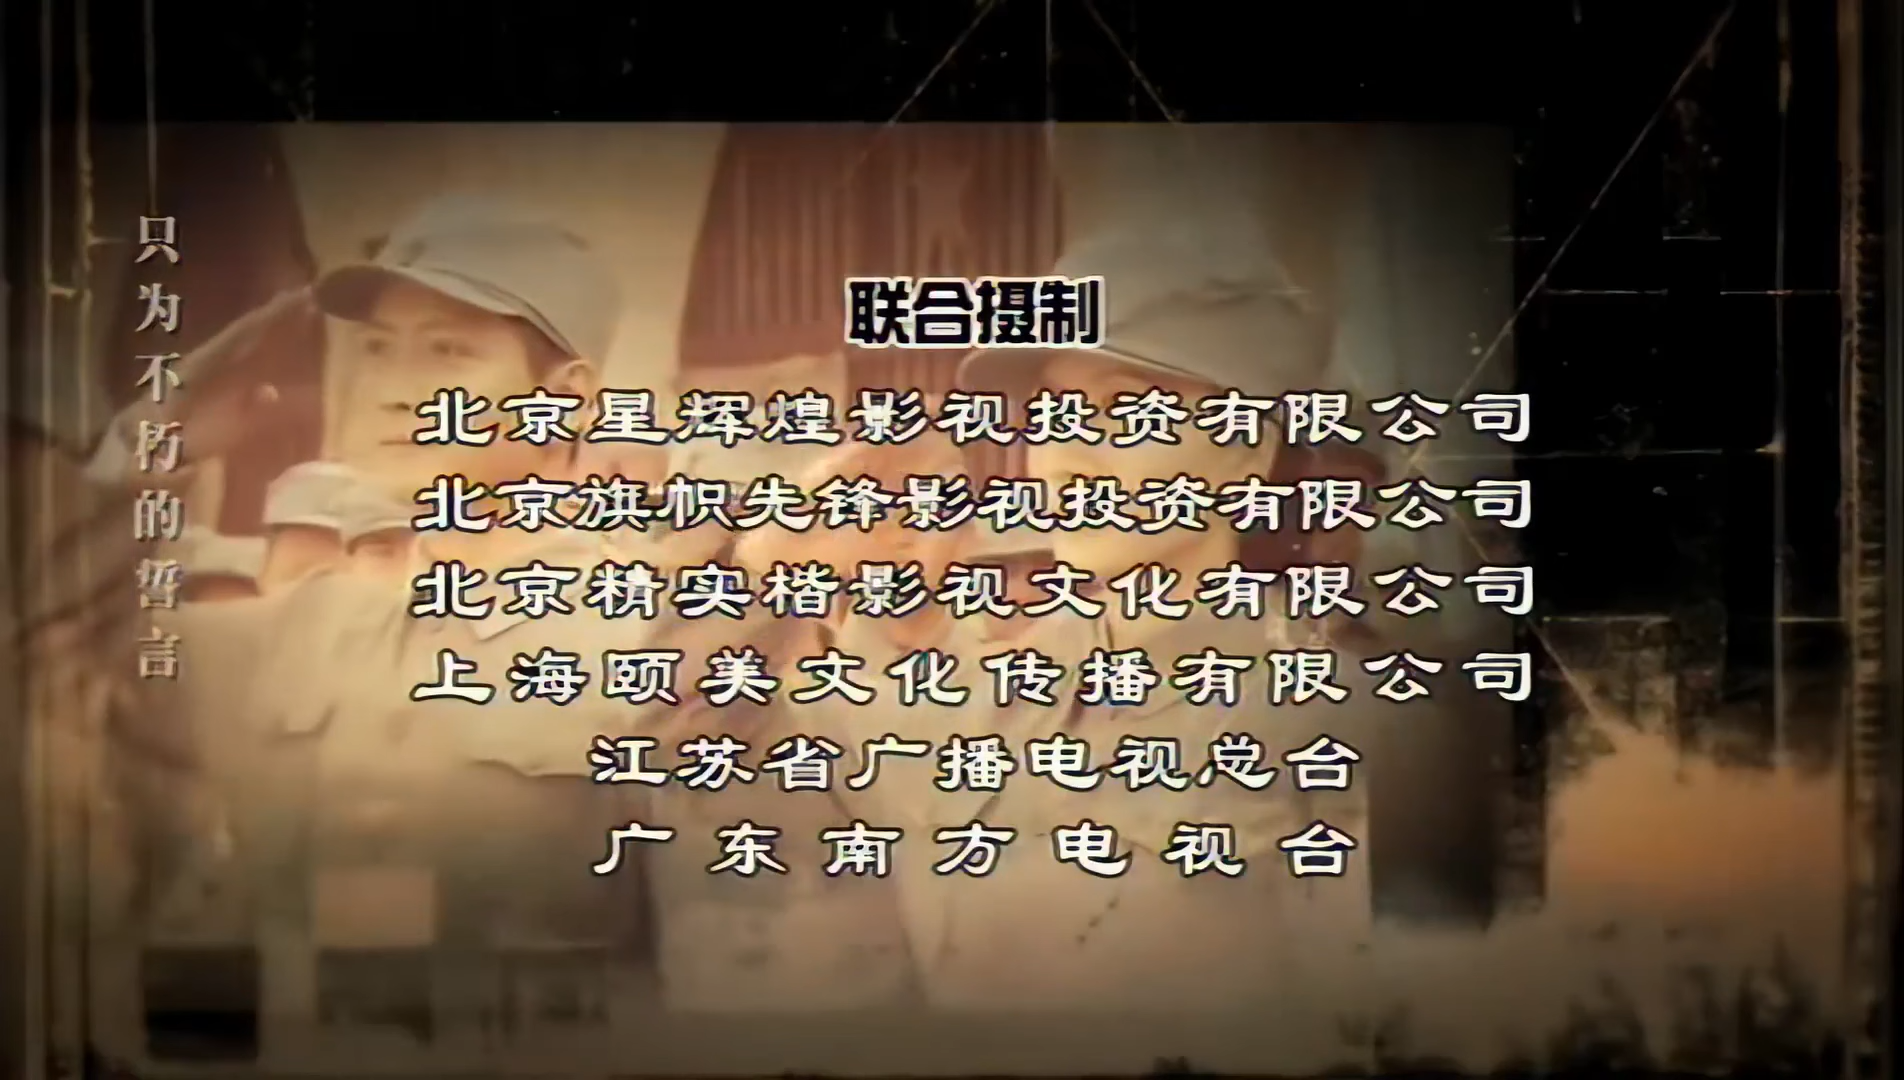 只为不朽的誓言
联合摄制
北京星辉煌影视投资有限公司
北京旗帜先锋影视投资有限公司
北京精实楷影视文化有限公司
上海颐美文化传播有限公司
江苏省广播电视总台
广东南方电视台